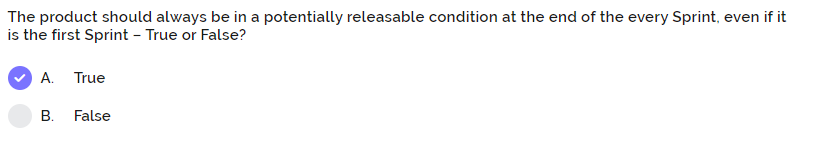 The product should always be in a potentially releasable condition at the end of the every Sprint, even if it
is the first Sprint – True or False?
A. True
B. False